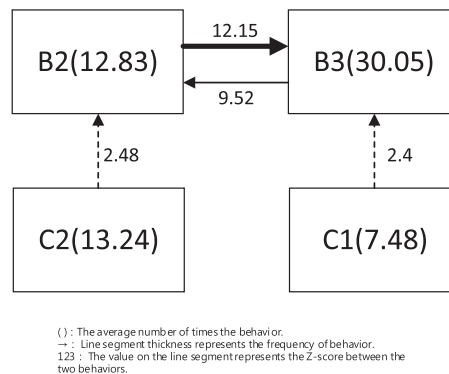 12.15
B2(12.83)
B3(30.05)
9.52
2.48
2.4
C2(13.24)
C1(7.48)
( ) : The average number of times the behavior.
→ : Line segment thickness represents the frequency of behavior.
123 : The value on the line segment represents the Z-score between the
two behaviors.